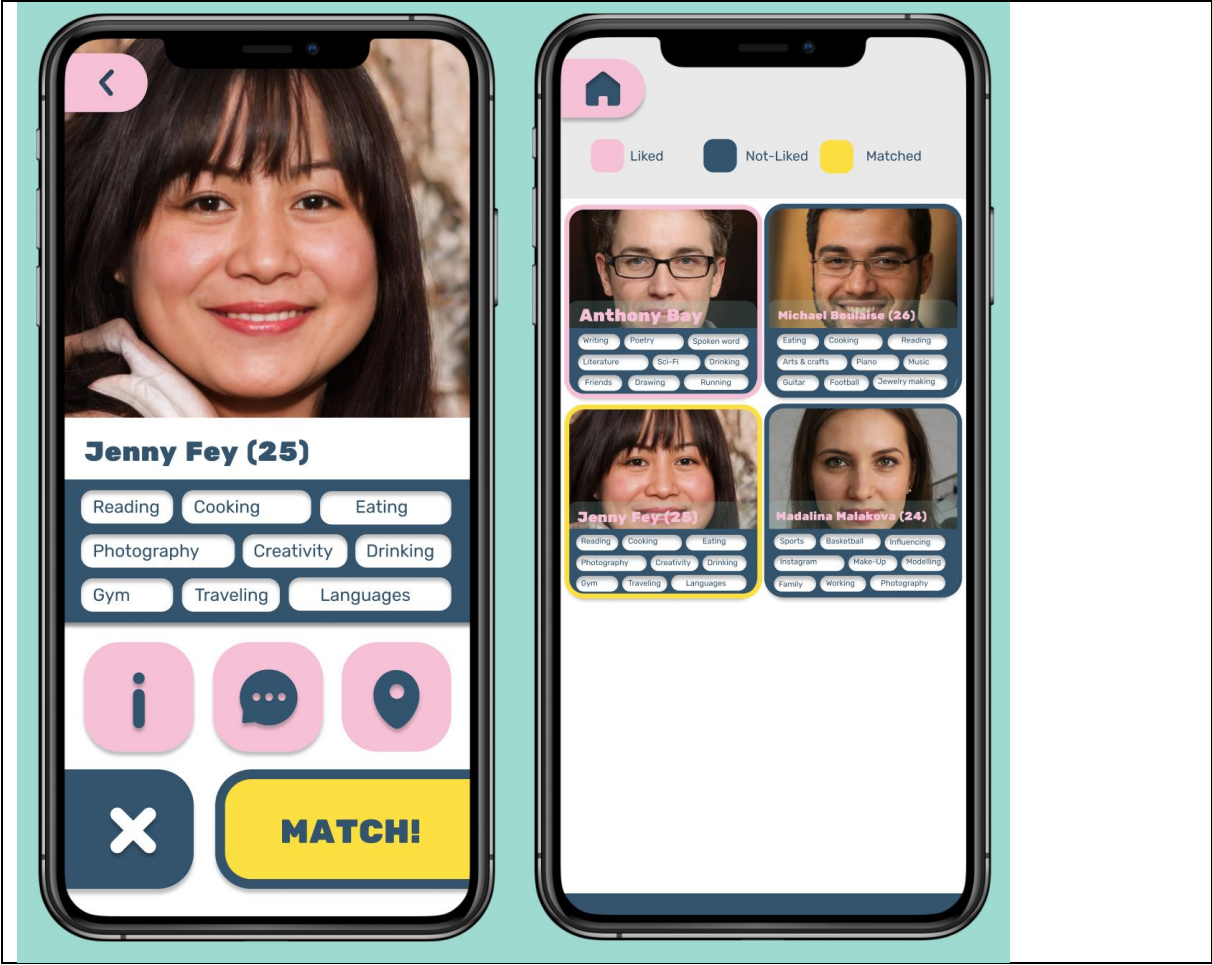 Jenny Fey (25)
Reading Cooking Eating
Photography Creativity Drinking
Gym Traveling Languages
MATCH!
Liked Not-Liked Matched
Anthony Bay
Writing Poetry Spoken word
Literature Sci-Fi Drinking
Friends Drawing Running
Michael Boulaise (26)
Eating Cooking Reading
Arts & crafts Piano Music
Guitar Football Jewelry making
Jenny Fey (25)
Reading Cooking Eating
Photography Creativity Drinking
Gym Traveling Languages
Madalina Malakova (24)
Sports Basketball Influencing
Instagram Make-Up Modelling
Family Working Photography